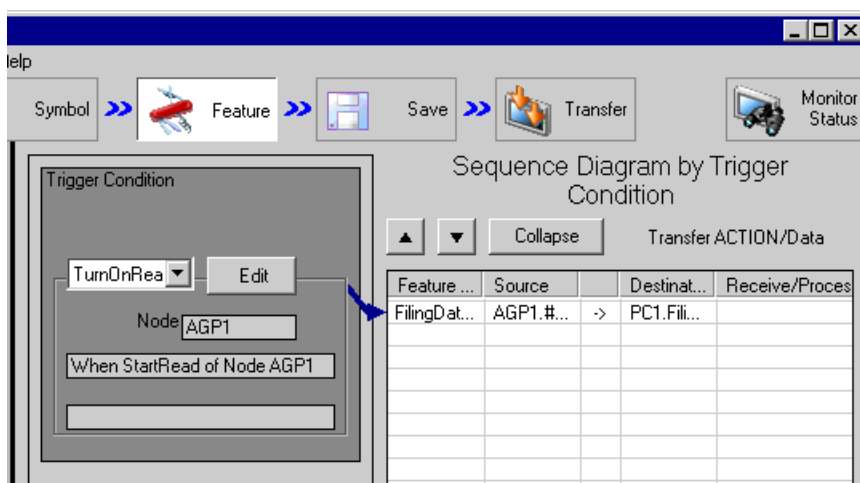 Help
Symbol
Feature
Save
Transfer
Monitor
Status
Trigger Condition
TurnOnRea
Edit
Node
AGP1
When StartRead of Node AGP1
Sequence Diagram by Trigger
Condition
Collapse
Transfer ACTION/Data
Feature ... Source Destinat... Receive/Proces
FilingDat... AGP1.#... -> PC1.Fili...